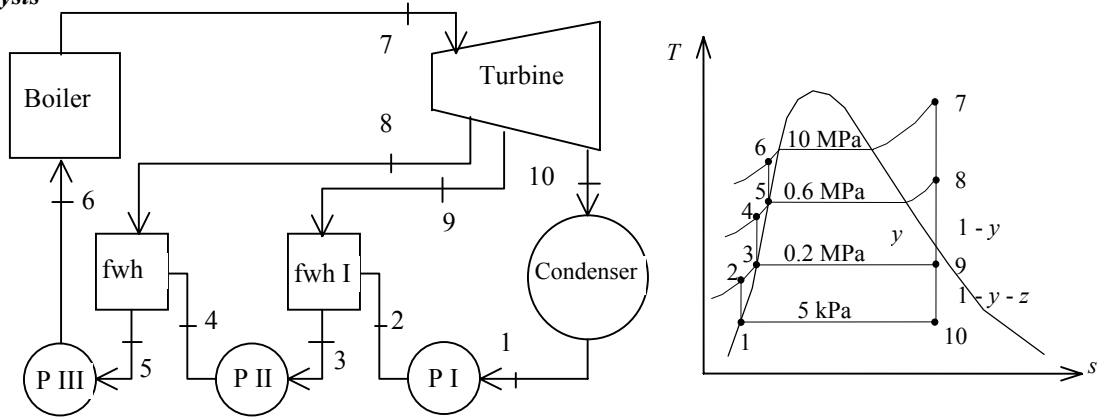 7
Turbine
Boiler
8
10
9
6
fwh
fwh I
Condenser
4
2
3
1
5
P III
P II
P I
T
7
6
10 MPa
8
5
0.6 MPa
4
y
1 - y
3
0.2 MPa
9
2
1 - y - z
5 kPa
10
1
s